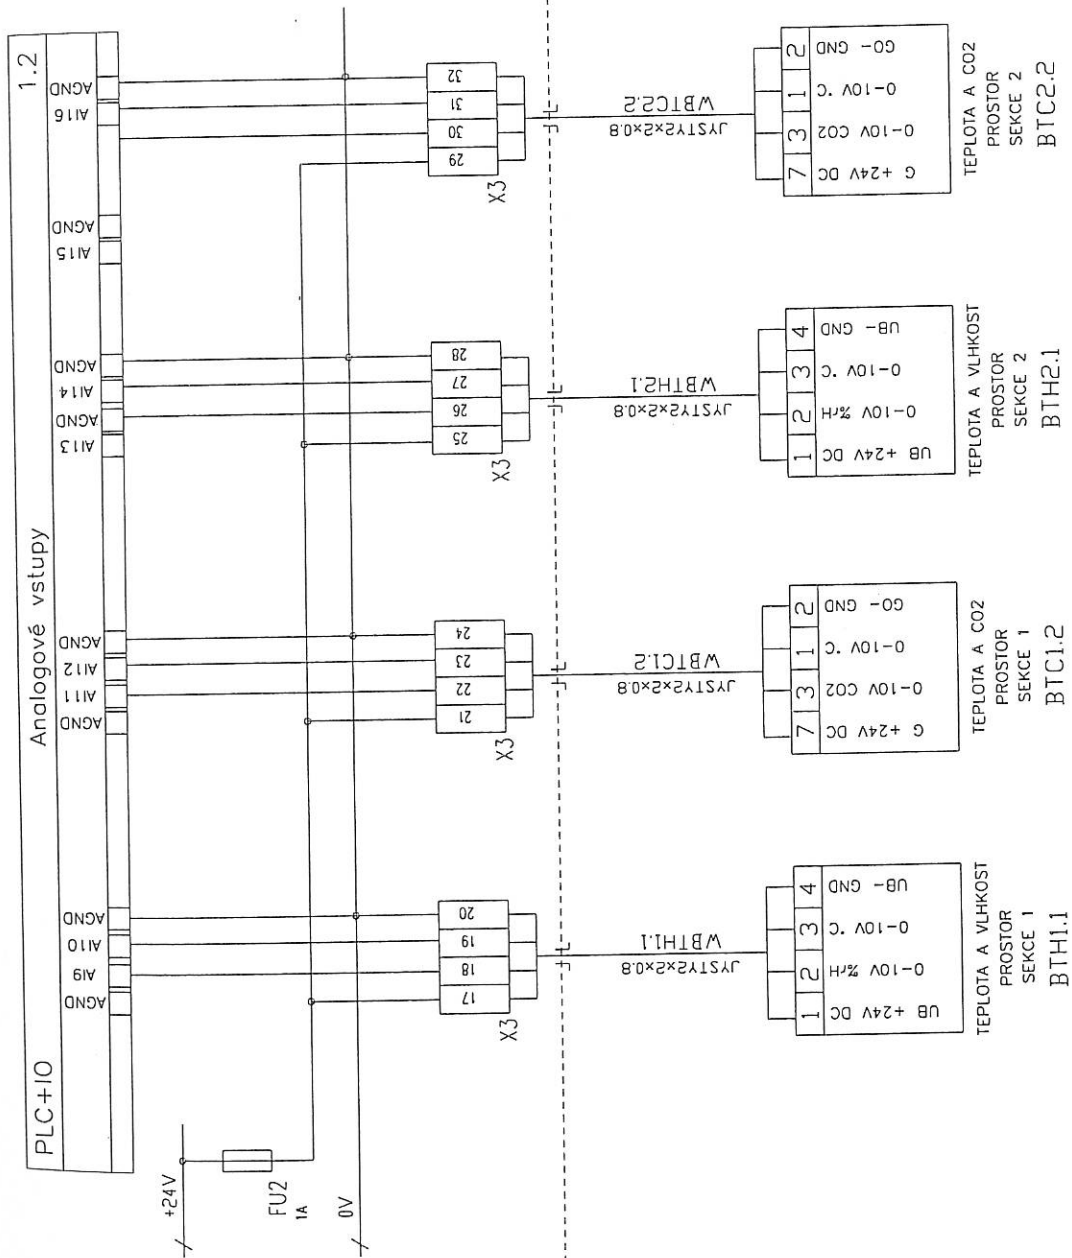 PLC+IO
Analogové vstupy
1.2
AGND
AI9
AI10
AGND
AGND
AI11
AI12
AGND
AI13
AGND
AI14
AGND
AI15
AGND
AI16
AGND
+24V
FU2
1A
0V
X3
17
18
19
20
X3
21
22
23
24
X3
25
26
27
28
X3
29
30
31
32
JYSTY2x2x0.8
WBTH1.1
JYSTY2x2x0.8
WBTC1.2
JYSTY2x2x0.8
WBTH2.1
JYSTY2x2x0.8
WBTC2.2
1
2
3
4
UB +24V DC
0-10V %rH
0-10V °C
UB- GND
TEPLOTA A VLHKOST
PROSTOR
SEKCE 1
BTH1.1
7
3
1
2
G +24V DC
0-10V CO2
0-10V °C
GO- GND
TEPLOTA A CO2
PROSTOR
SEKCE 1
BTC1.2
1
2
3
4
UB +24V DC
0-10V %rH
0-10V °C
UB- GND
TEPLOTA A VLHKOST
PROSTOR
SEKCE 2
BTH2.1
7
3
1
2
G +24V DC
0-10V CO2
0-10V °C
GO- GND
TEPLOTA A CO2
PROSTOR
SEKCE 2
BTC2.2